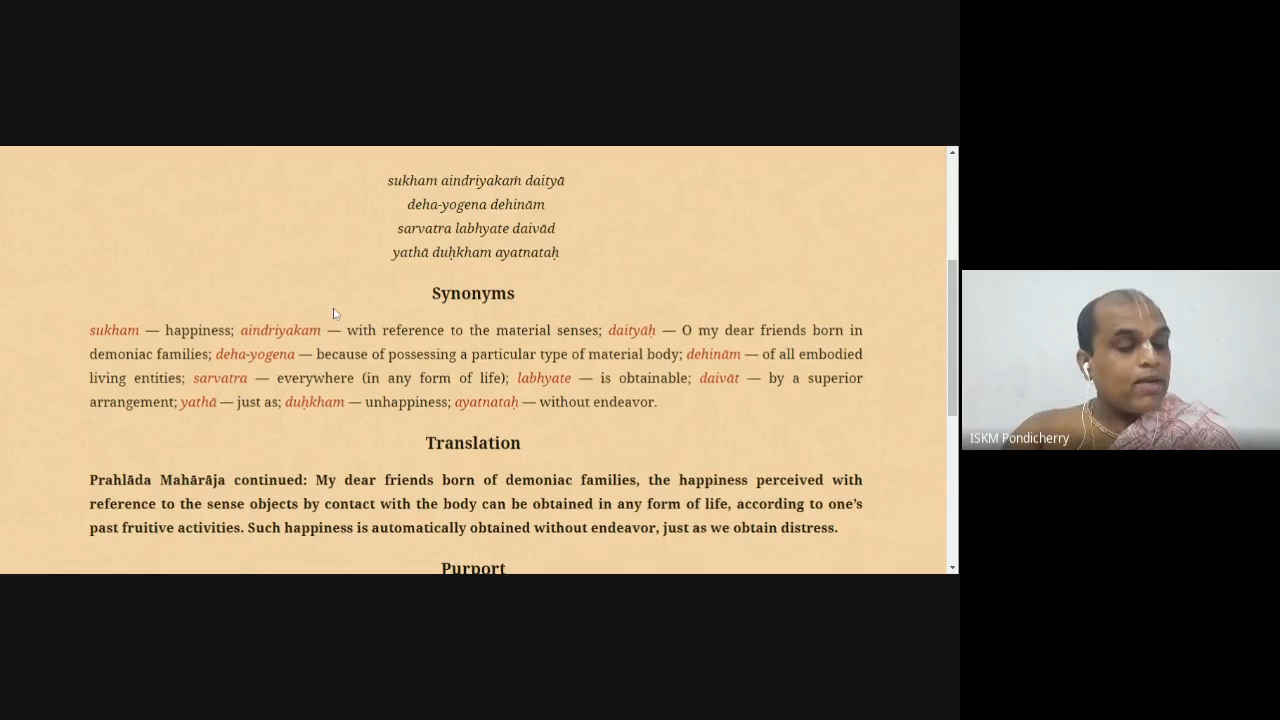 sukham aindriyakaṁ daityā
deha-yogena dehinām
sarvatra labhyate daivād
yathā duḥkham ayatnataḥ
Synonyms
sukham — happiness; aindriyakam — with reference to the material senses; daityāḥ — O my dear friends born in
demoniac families; deha-yogena — because of possessing a particular type of material body; dehinām — of all embodied
living entities; sarvatra — everywhere (in any form of life); labhyate — is obtainable; daivāt — by a superior
arrangement; yathā — just as; duḥkham — unhappiness; ayatnataḥ — without endeavor.
Translation
Prahlāda Mahārāja continued: My dear friends born of demoniac families, the happiness perceived with
reference to the sense objects by contact with the body can be obtained in any form of life, according to one's
past fruitive activities. Such happiness is automatically obtained without endeavor, just as we obtain distress.
Purport
ISKM Pondicherry